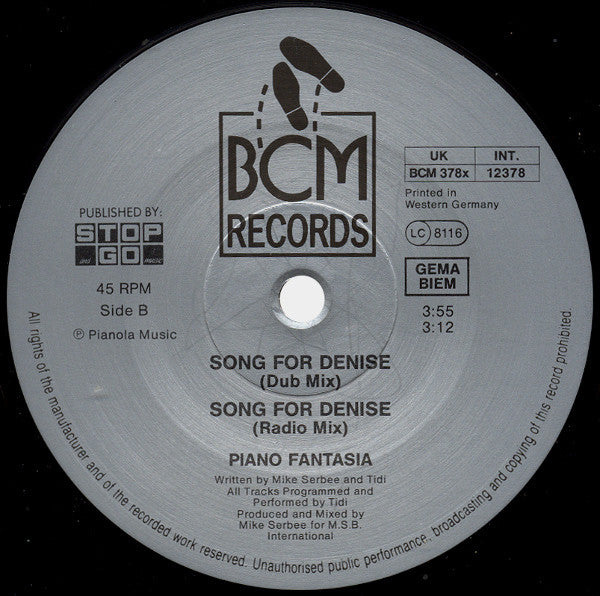 BCM
RECORDS
UK INT.
BCM 378x 12378
Printed in
Western Germany
LC 8116
GEMA
BIEM
3:55
3:12
PUBLISHED BY:
STOP
GO
45 RPM
Side B
℗ Pianola Music
SONG FOR DENISE
(Dub Mix)
SONG FOR DENISE
(Radio Mix)
PIANO FANTASIA
Written by Mike Serbee and Tidi
All Tracks Programmed and
Performed by Tidi
Produced and Mixed by
Mike Serbee for M.S.B.
International
All rights of the manufacturer and of the recorded work reserved. Unauthorised public performance, broadcasting and copying of this record prohibited.